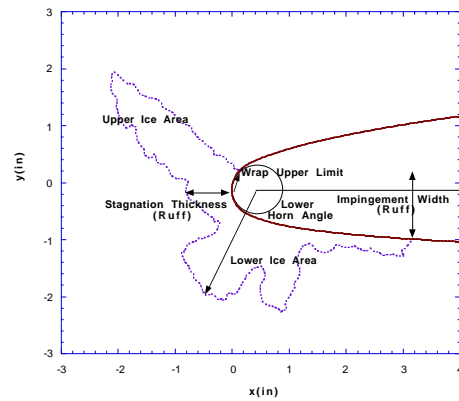 3
2
1
0
-1
-2
-3
y(in)
Upper Ice Area
Wrap Upper Limit
Stagnation Thickness
(Ruff)
Lower
Horn Angle
Impingement Width
(Ruff)
Lower Ice Area
-3 -2 -1 0 1 2 3 4
x(in)